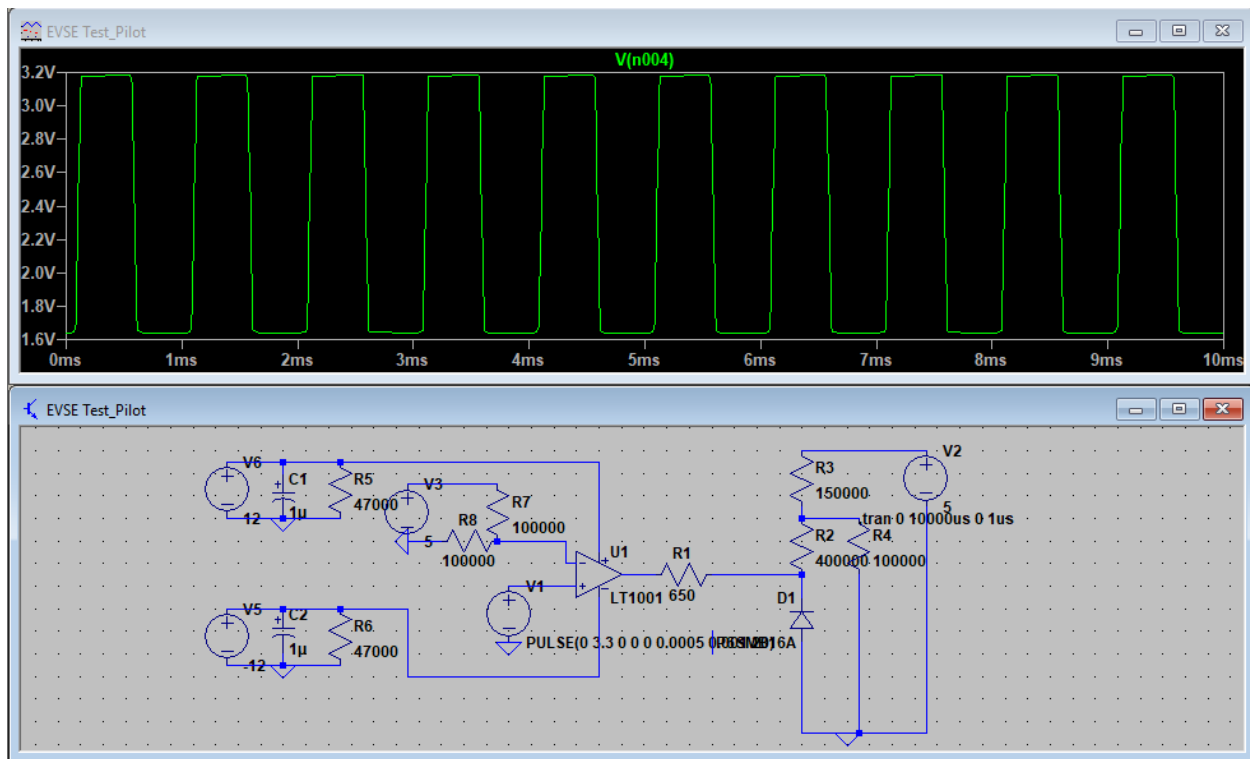 EVSE Test_Pilot
V(n004)
3.2V
3.0V
2.8V
2.6V
2.4V
2.2V
2.0V
1.8V
1.6V
0ms 1ms 2ms 3ms 4ms 5ms 6ms 7ms 8ms 9ms 10ms
EVSE Test_Pilot
V6
C1
R5
1µ
47000
12
V3
R7
100000
R8
5
100000
U1
LT1001
R1
650
V1
PULSE(0 3.3 0 0 0 0.0005
V5
C2
R6
1µ
47000
-12
R3
150000
V2
5
tran 0 10000us 0 1us
R2
R4
400000
100000
D1